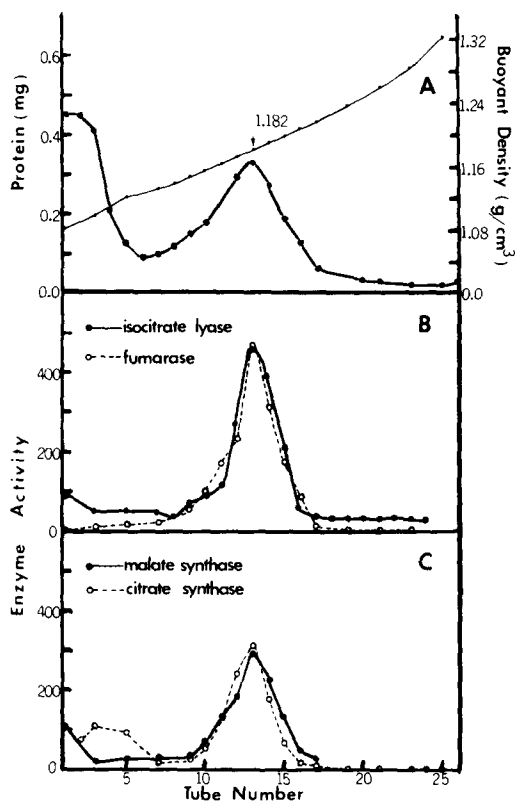 A
1.182
Protein (mg)
0.6
0.4
0.2
0.0
Buoyant Density (g/cm³)
1.32
1.24
1.16
1.08
0.0
B
isocitrate lyase
fumarase
400
200
0
Enzyme Activity
C
malate synthase
citrate synthase
400
200
0
5
10
15
20
25
Tube Number